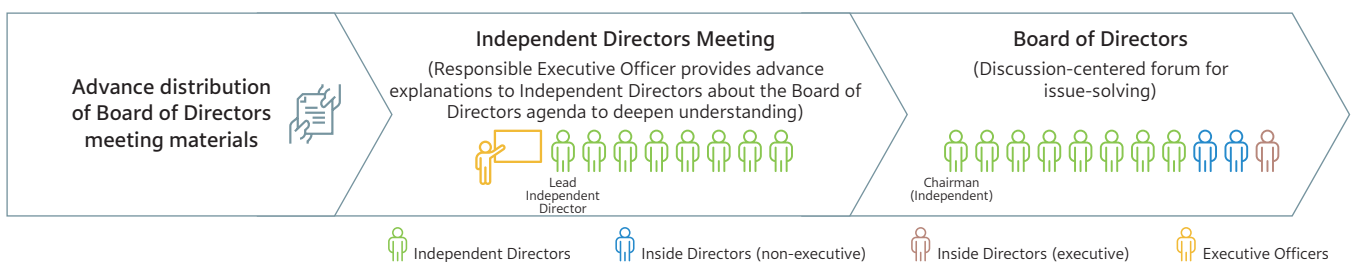 Advance distribution
of Board of Directors
meeting materials
Independent Directors Meeting
(Responsible Executive Officer provides advance
explanations to Independent Directors about the Board of
Directors agenda to deepen understanding)
Lead
Independent
Director
Board of Directors
(Discussion-centered forum for
issue-solving)
Chairman
(Independent)
Independent Directors
Inside Directors (non-executive)
Inside Directors (executive)
Executive Officers